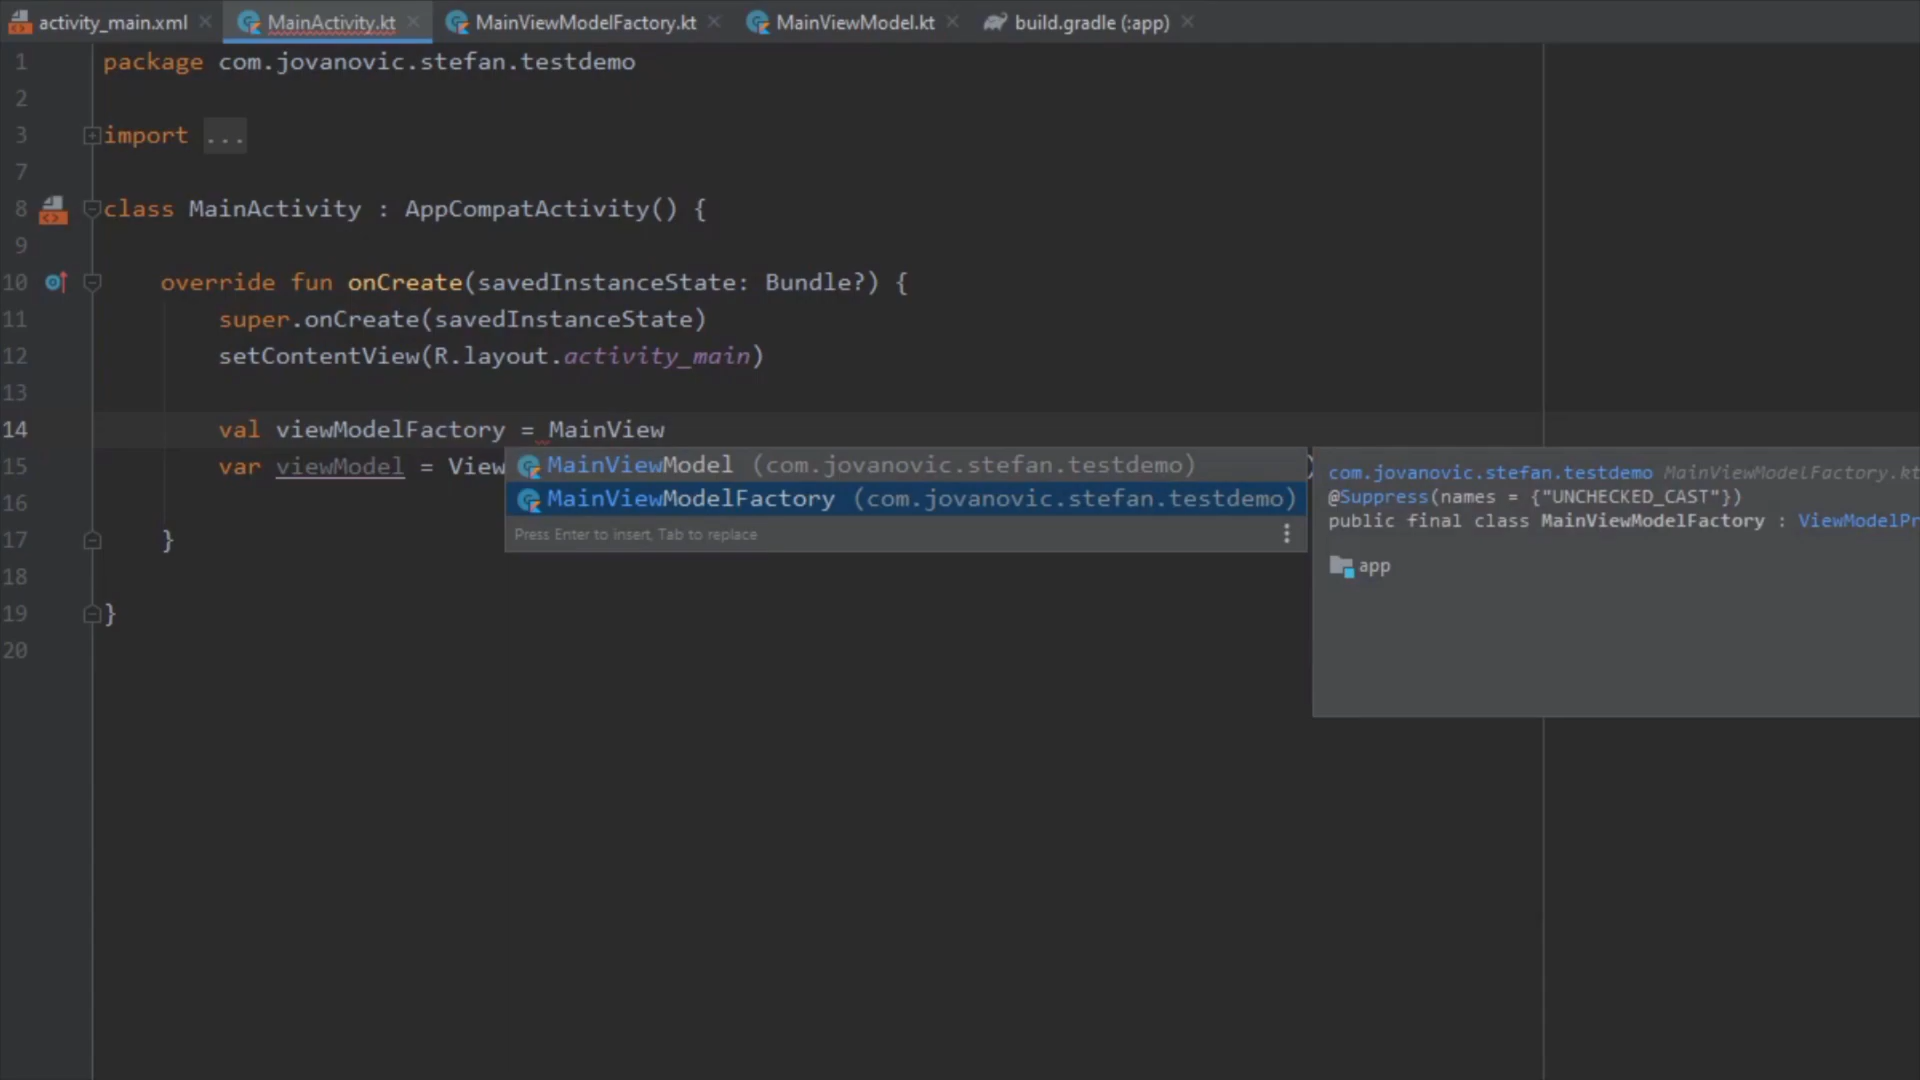 activity_main.xml MainActivity.kt MainViewModelFactory.kt MainViewModel.kt build.gradle (:app)
1 package com.jovanovic.stefan.testdemo
2
3 import ...
7
8 class MainActivity : AppCompatActivity() {
9
10 override fun onCreate(savedInstanceState: Bundle?) {
11 super.onCreate(savedInstanceState)
12 setContentView(R.layout.activity_main)
13
14 val viewModelFactory = MainView
15 var viewModel = View )
MainViewModel (com.jovanovic.stefan.testdemo)
MainViewModelFactory (com.jovanovic.stefan.testdemo)
Press Enter to insert, Tab to replace
com.jovanovic.stefan.testdemo MainViewModelFactory.kt
@Suppress(names = {"UNCHECKED_CAST"})
public final class MainViewModelFactory : ViewModelPr
app
16
17 }
18
19 }
20